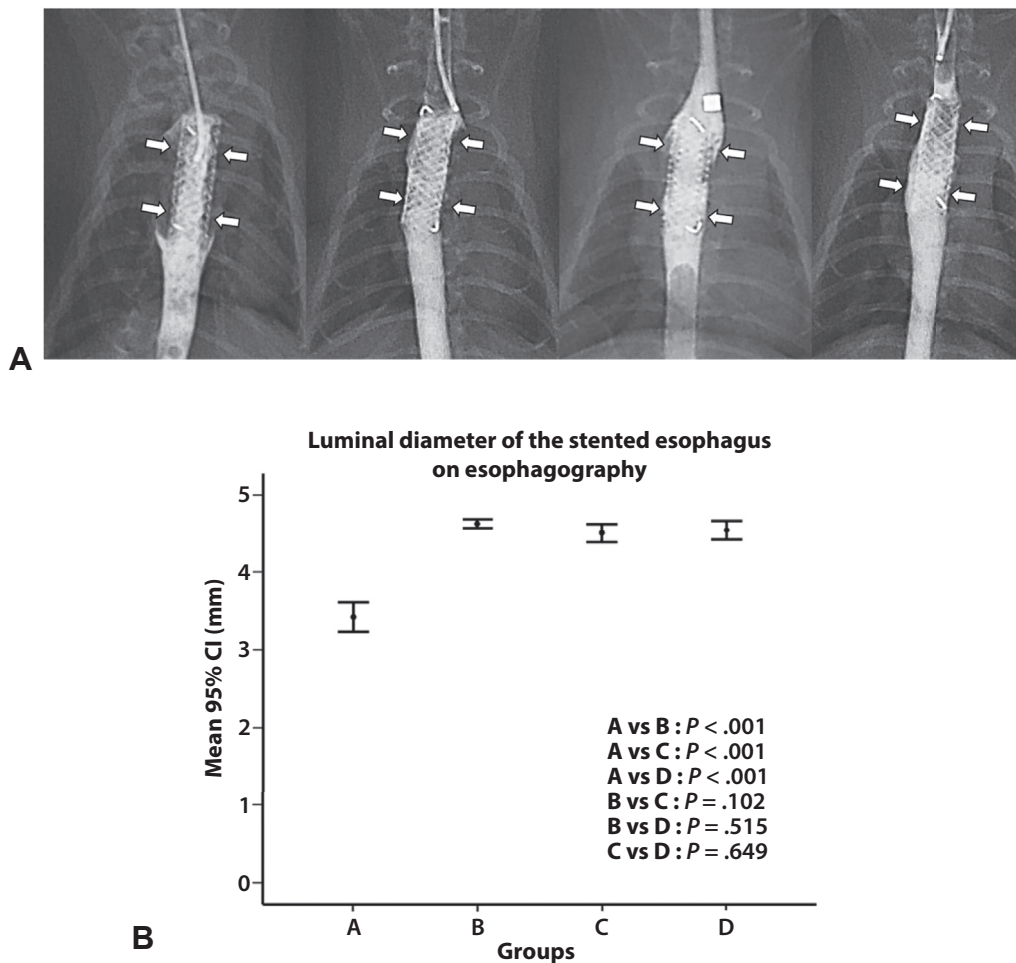 A
Luminal diameter of the stented esophagus
on esophagography
Mean 95% CI (mm)
5
4
3
2
1
0
A vs B : P < .001
A vs C : P < .001
A vs D : P < .001
B vs C : P = .102
B vs D : P = .515
C vs D : P = .649
A B C D
Groups
B